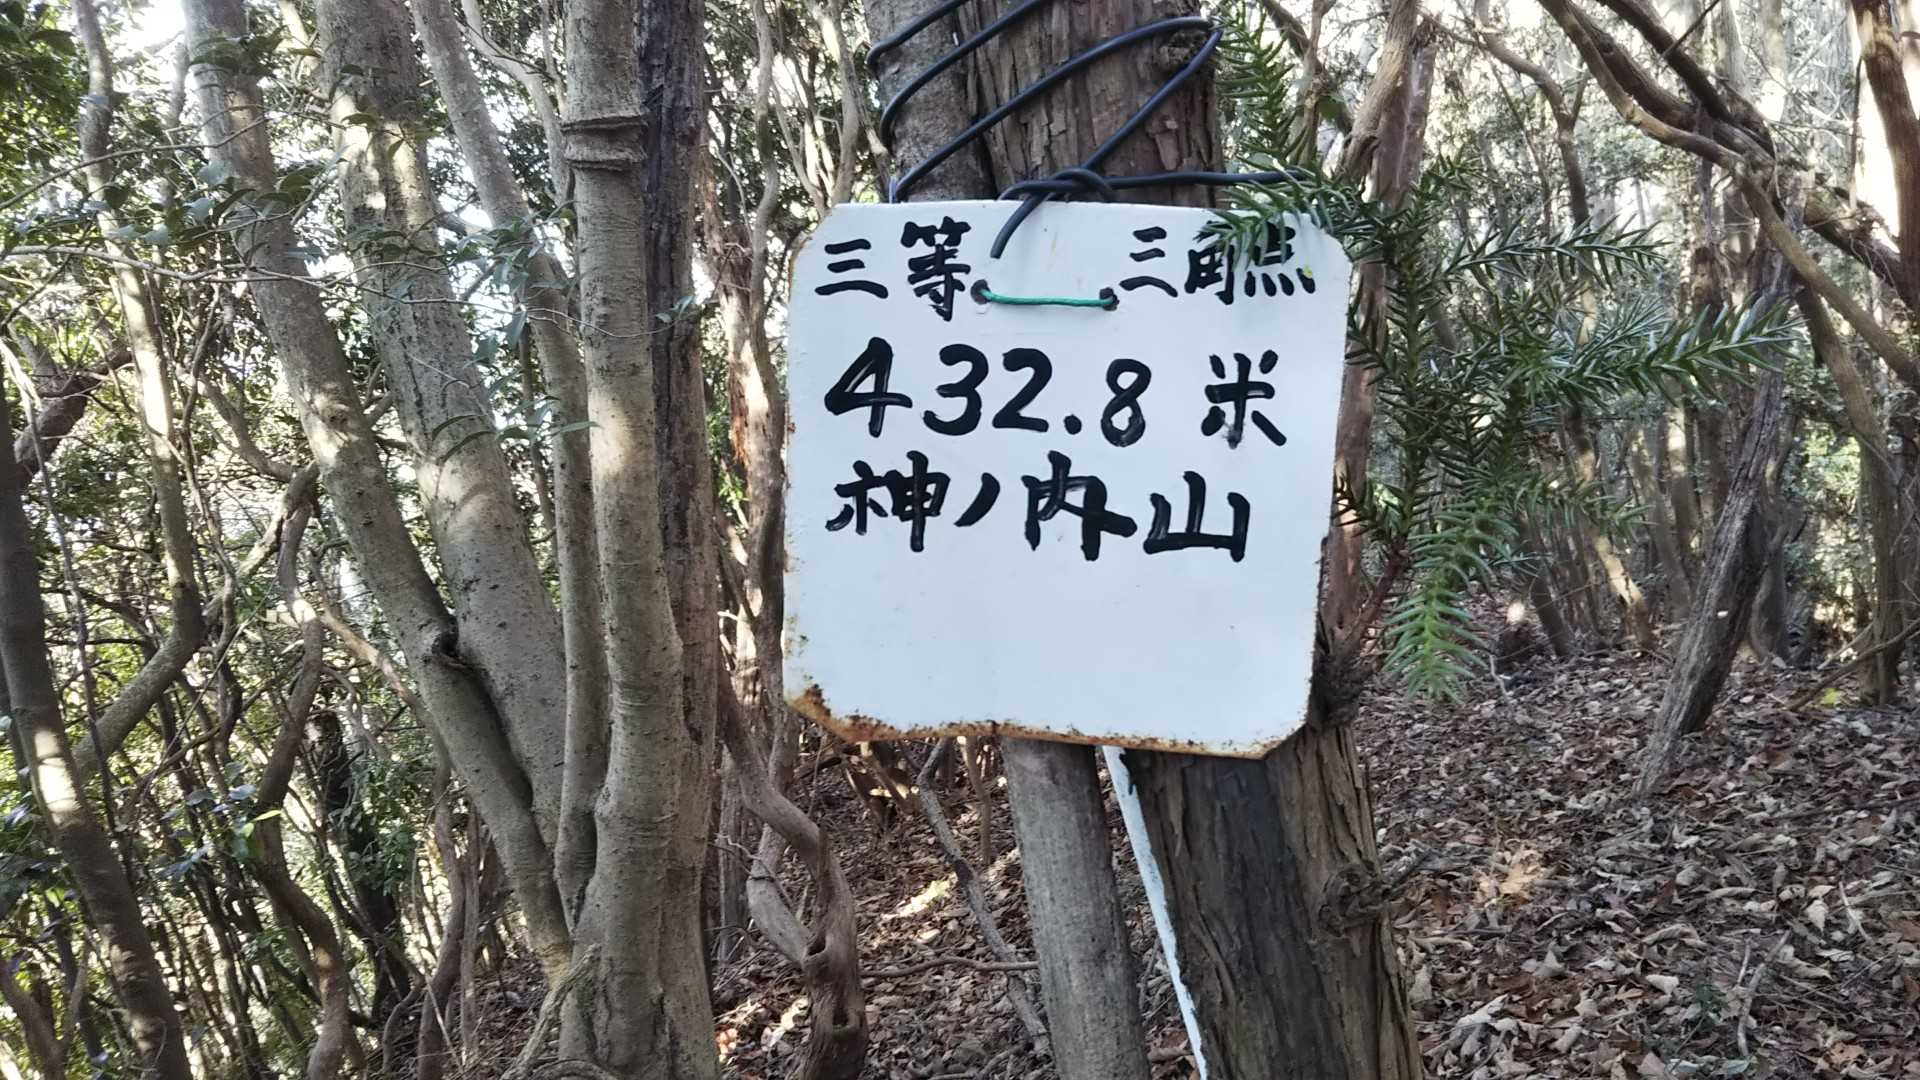 三等 三角点
432.8 米
神ノ内山